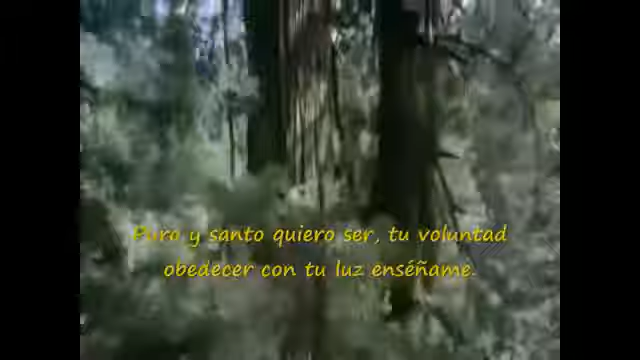 Puro y santo quiero ser, tu voluntad
obedecer con tu luz enséñame.